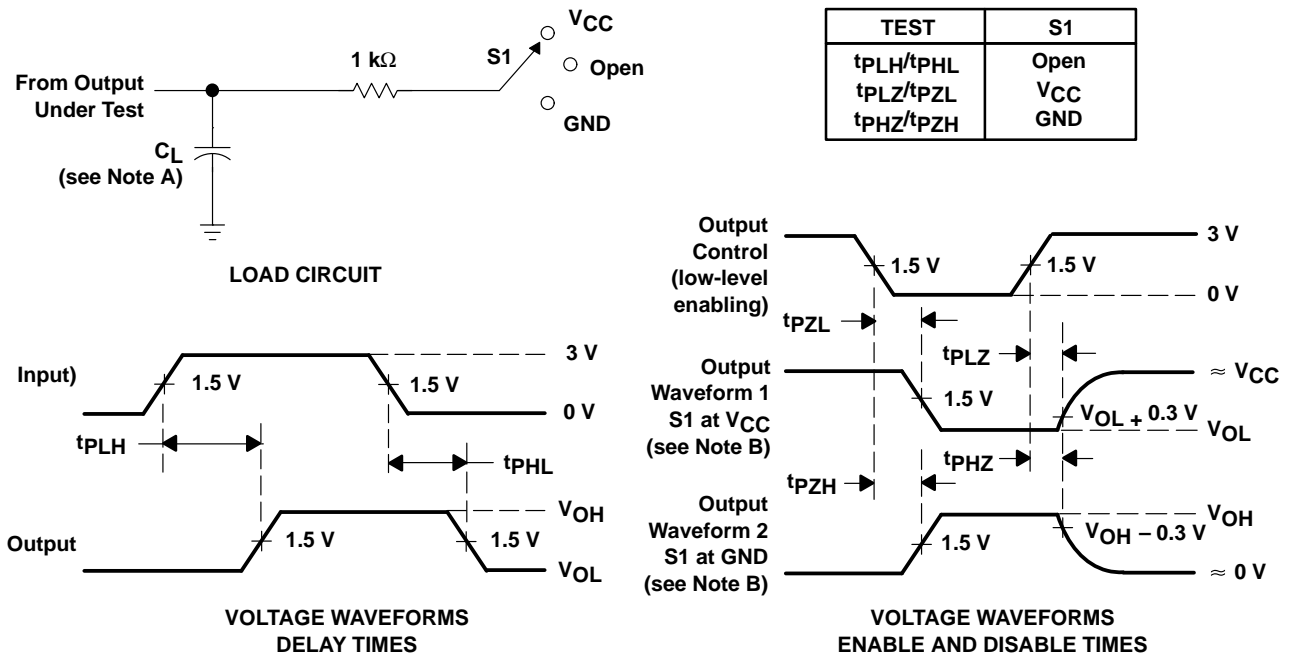 VCC
1 kΩ
S1
Open
From Output
Under Test
GND
CL
(see Note A)
LOAD CIRCUIT
TEST S1
tPLH/tPHL Open
tPLZ/tPZL VCC
tPHZ/tPZH GND
Input)
3 V
1.5 V
1.5 V
0 V
tPLH
tPHL
Output
VOH
1.5 V
1.5 V
VOL
VOLTAGE WAVEFORMS
DELAY TIMES
Output
Control
(low-level
enabling)
3 V
1.5 V
1.5 V
0 V
tPZL
tPLZ
Output
Waveform 1
S1 at VCC
(see Note B)
≈ VCC
1.5 V
VOL + 0.3 V
VOL
tPHZ
tPZH
Output
Waveform 2
S1 at GND
(see Note B)
VOH
1.5 V
VOH − 0.3 V
≈ 0 V
VOLTAGE WAVEFORMS
ENABLE AND DISABLE TIMES